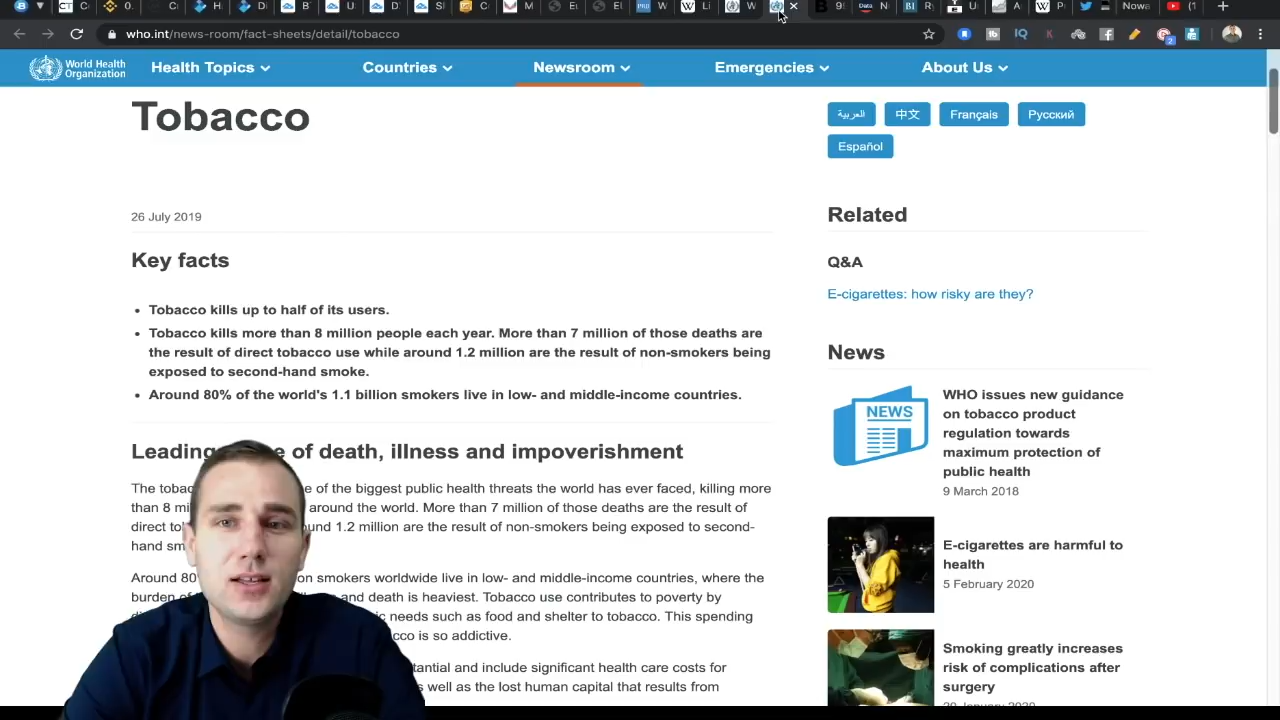 who.int/news-room/fact-sheets/detail/tobacco
World Health
Organization
Health Topics
Countries
Newsroom
Emergencies
About Us
Tobacco
العربية
中文
Français
Русский
Español
26 July 2019
Key facts
• Tobacco kills up to half of its users.
• Tobacco kills more than 8 million people each year. More than 7 million of those deaths are
the result of direct tobacco use while around 1.2 million are the result of non-smokers being
exposed to second-hand smoke.
• Around 80% of the world's 1.1 billion smokers live in low- and middle-income countries.
Leading of death, illness and impoverishment
The of the biggest public health threats the world has ever faced, killing more
than 8 around the world. More than 7 million of those deaths are the result of
direct 1.2 million are the result of non-smokers being exposed to second-
hand
Around 80 smokers worldwide live in low- and middle-income countries, where the
burden and death is heaviest. Tobacco use contributes to poverty by
needs such as food and shelter to tobacco. This spending
is so addictive.
and include significant health care costs for
well as the lost human capital that results from
Related
Q&A
E-cigarettes: how risky are they?
News
NEWS
WHO issues new guidance
on tobacco product
regulation towards
maximum protection of
public health
9 March 2018
E-cigarettes are harmful to
health
5 February 2020
Smoking greatly increases
risk of complications after
surgery